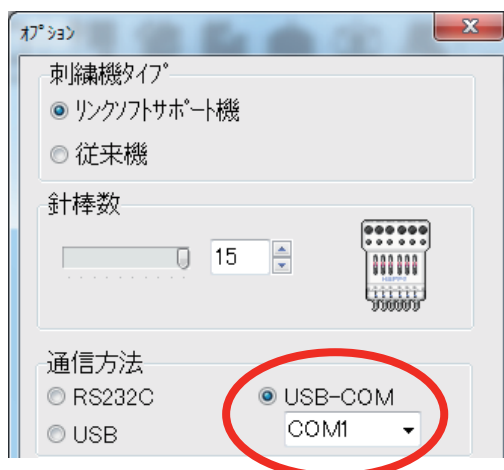 ｵﾌﾟｼｮﾝ
刺繍機ﾀｲﾌﾟ
ﾘﾝｸｿﾌﾄｻﾎﾟｰﾄ機
従来機
針棒数
15
HAPPY
通信方法
RS232C
USB-COM
USB
COM1